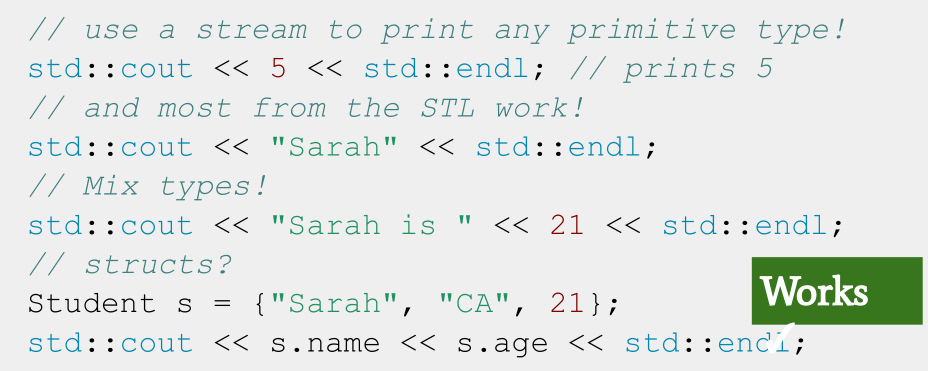 // use a stream to print any primitive type!
std::cout << 5 << std::endl; // prints 5
// and most from the STL work!
std::cout << "Sarah" << std::endl;
// Mix types!
std::cout << "Sarah is " << 21 << std::endl;
// structs?
Student s = {"Sarah", "CA", 21};
Works
std::cout << s.name << s.age << std::endl;